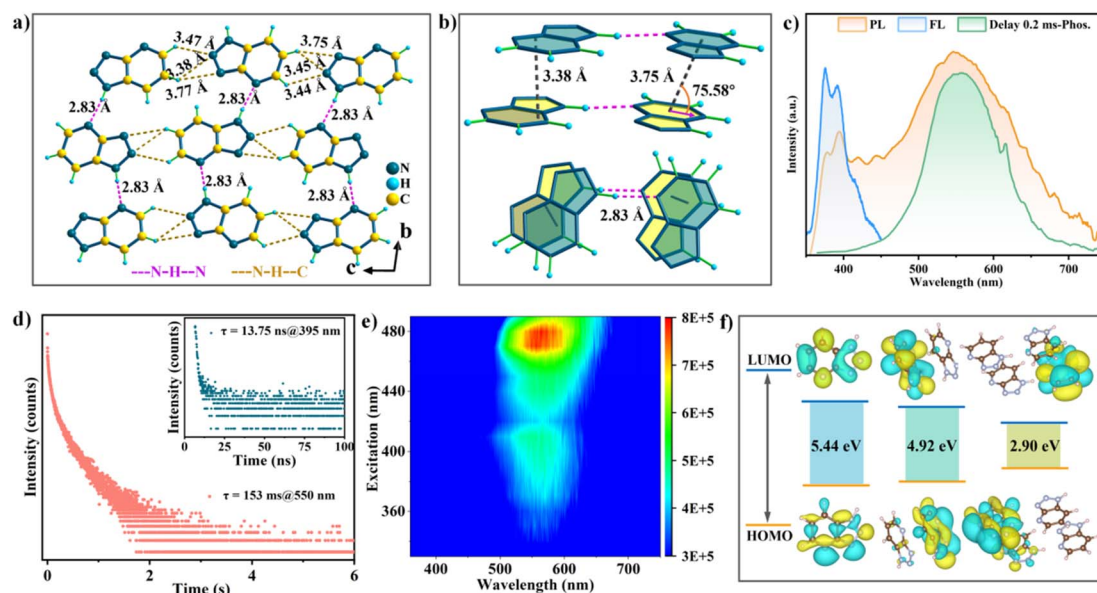 a)
3.47 Å
3.75 Å
3.38 Å
3.45 Å
3.77 Å
2.83 Å
3.44 Å
2.83 Å
2.83 Å
2.83 Å
2.83 Å
2.83 Å
N
H
C
b
c
---N-H--N
---N-H-C
b)
3.38 Å
3.75 Å
75.58°
2.83 Å
c)
PL
FL
Delay 0.2 ms-Phos.
Intensity (a.u.)
400
500
600
700
Wavelength (nm)
d)
Intensity (counts)
τ = 13.75 ns@395 nm
Intensity (counts)
0
25
50
75
100
Time (ns)
τ = 153 ms@550 nm
0
2
4
6
Time (s)
e)
Excitation (nm)
480
440
400
360
400
500
600
700
Wavelength (nm)
8E+5
7E+5
6E+5
5E+5
4E+5
3E+5
f)
LUMO
5.44 eV
4.92 eV
2.90 eV
HOMO